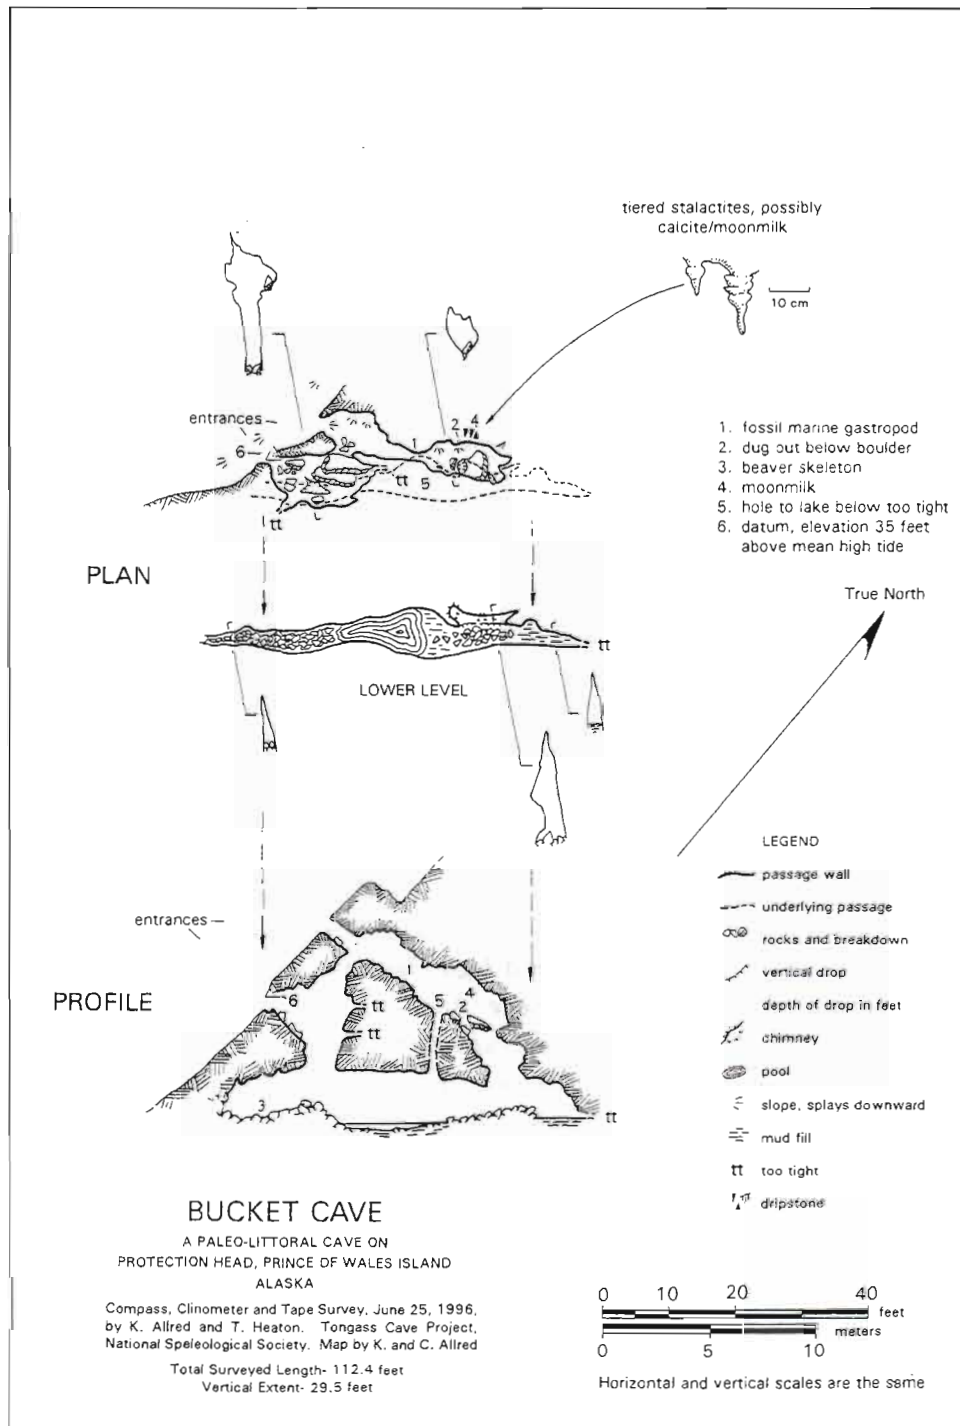 tiered stalactites, possibly
calcite/moonmilk
10 cm
entrances
6
1
2 4
tt
5
tt
1. fossil marine gastropod
2. dug out below boulder
3. beaver skeleton
4. moonmilk
5. hole to lake below too tight
6. datum, elevation 35 feet
above mean high tide
PLAN
True North
tt
LOWER LEVEL
LEGEND
passage wall
underlying passage
rocks and breakdown
vertical drop
depth of drop in feet
chimney
pool
slope, splays downward
mud fill
tt too tight
dripstone
entrances
PROFILE
6
1
tt
tt
5
4
2
3
tt
BUCKET CAVE
A PALEO-LITTORAL CAVE ON
PROTECTION HEAD, PRINCE OF WALES ISLAND
ALASKA
Compass, Clinometer and Tape Survey, June 25, 1996,
by K. Allred and T. Heaton. Tongass Cave Project,
National Speleological Society. Map by K. and C. Allred
Total Surveyed Length- 112.4 feet
Vertical Extent- 29.5 feet
0 10 20 40
feet
meters
0 5 10
Horizontal and vertical scales are the same